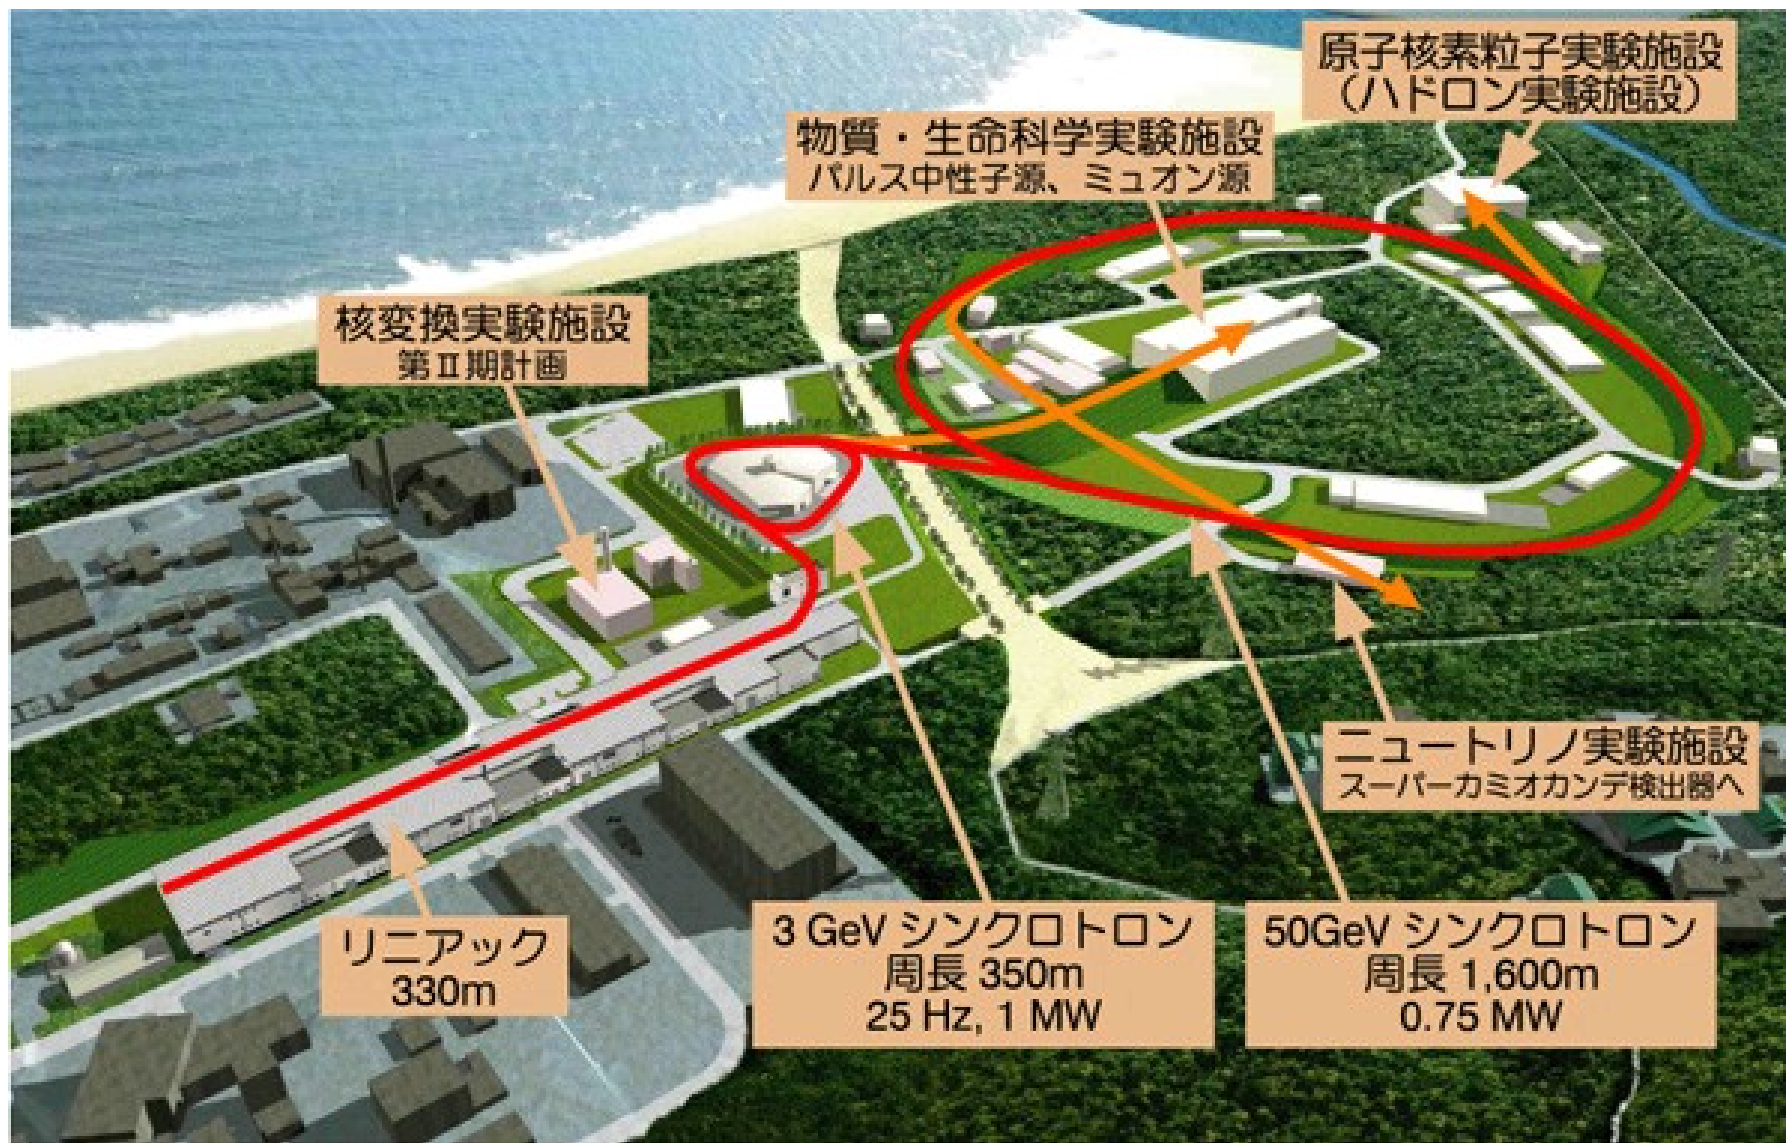 原子核素粒子実験施設
（ハドロン実験施設）
物質・生命科学実験施設
パルス中性子源、ミュオン源
核変換実験施設
第Ⅱ期計画
ニュートリノ実験施設
スーパーカミオカンデ検出器へ
リニアック
330m
3 GeV シンクロトロン
周長 350m
25 Hz, 1 MW
50GeV シンクロトロン
周長 1,600m
0.75 MW